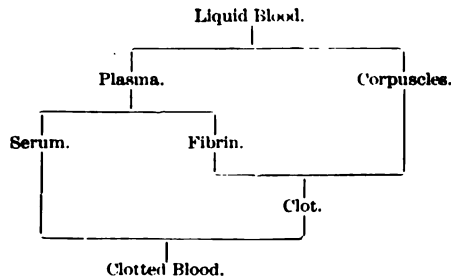 Liquid Blood.
Plasma. Corpuscles.
Serum. Fibrin.
Clot.
Clotted Blood.